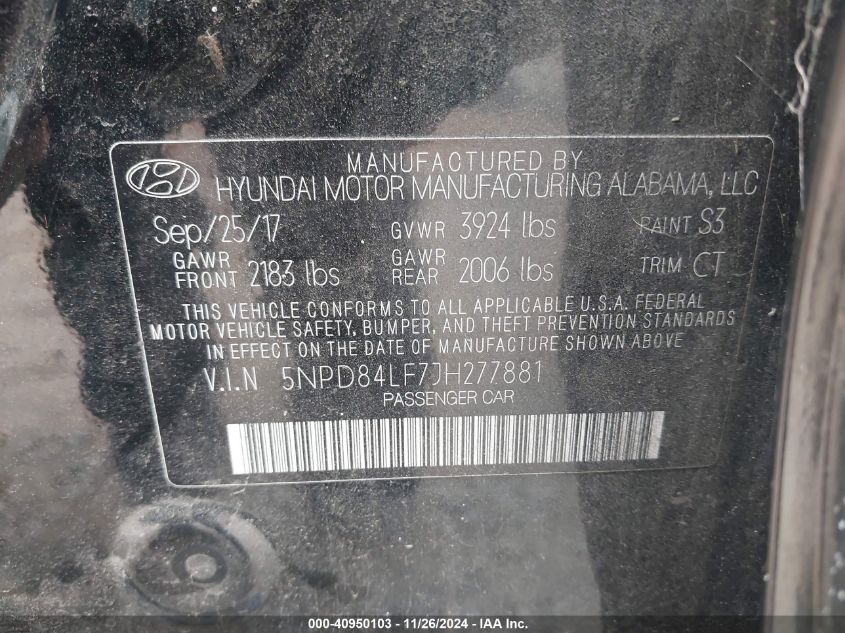 MANUFACTURED BY
HYUNDAI MOTOR MANUFACTURING ALABAMA, LLC
Sep/25/17 GVWR 3924 lbs PAINT S3
GAWR FRONT 2183 lbs GAWR REAR 2006 lbs TRIM CT
THIS VEHICLE CONFORMS TO ALL APPLICABLE U.S.A. FEDERAL
MOTOR VEHICLE SAFETY, BUMPER, AND THEFT PREVENTION STANDARDS
IN EFFECT ON THE DATE OF MANUFACTURE SHOWN ABOVE
V.I.N 5NPD84LF7JH277881
PASSENGER CAR
000-40950103 - 11/26/2024 - IAA Inc.